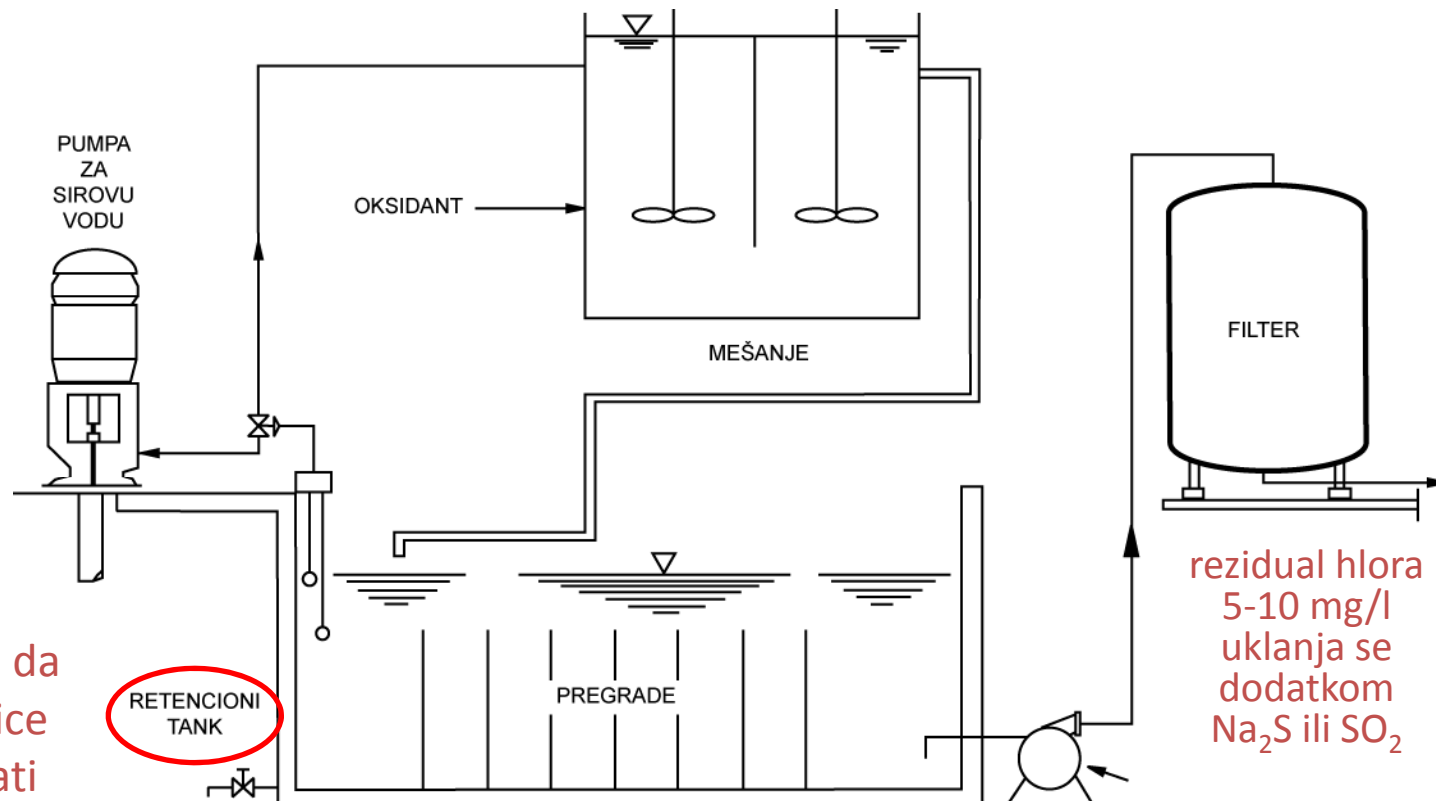 PUMPA
ZA
SIROVU
VODU
OKSIDANT
MEŠANJE
FILTER
rezidual hlora
5-10 mg/l
uklanja se
dodatkom
Na₂S ili SO₂
da
ice
ati
RETENCIONI
TANK
PREGRADE